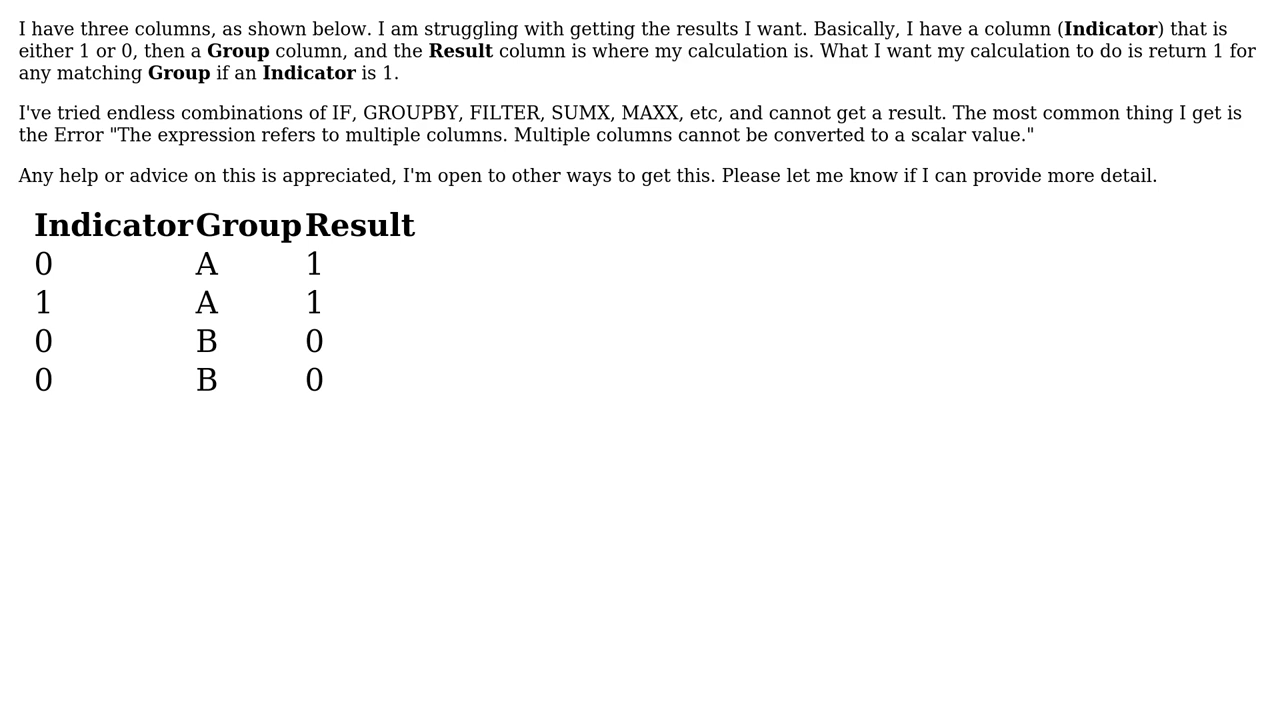 I have three columns, as shown below. I am struggling with getting the results I want. Basically, I have a column (Indicator) that is
either 1 or 0, then a Group column, and the Result column is where my calculation is. What I want my calculation to do is return 1 for
any matching Group if an Indicator is 1.
I've tried endless combinations of IF, GROUPBY, FILTER, SUMX, MAXX, etc, and cannot get a result. The most common thing I get is
the Error "The expression refers to multiple columns. Multiple columns cannot be converted to a scalar value."
Any help or advice on this is appreciated, I'm open to other ways to get this. Please let me know if I can provide more detail.
Indicator Group Result
0 A 1
1 A 1
0 B 0
0 B 0